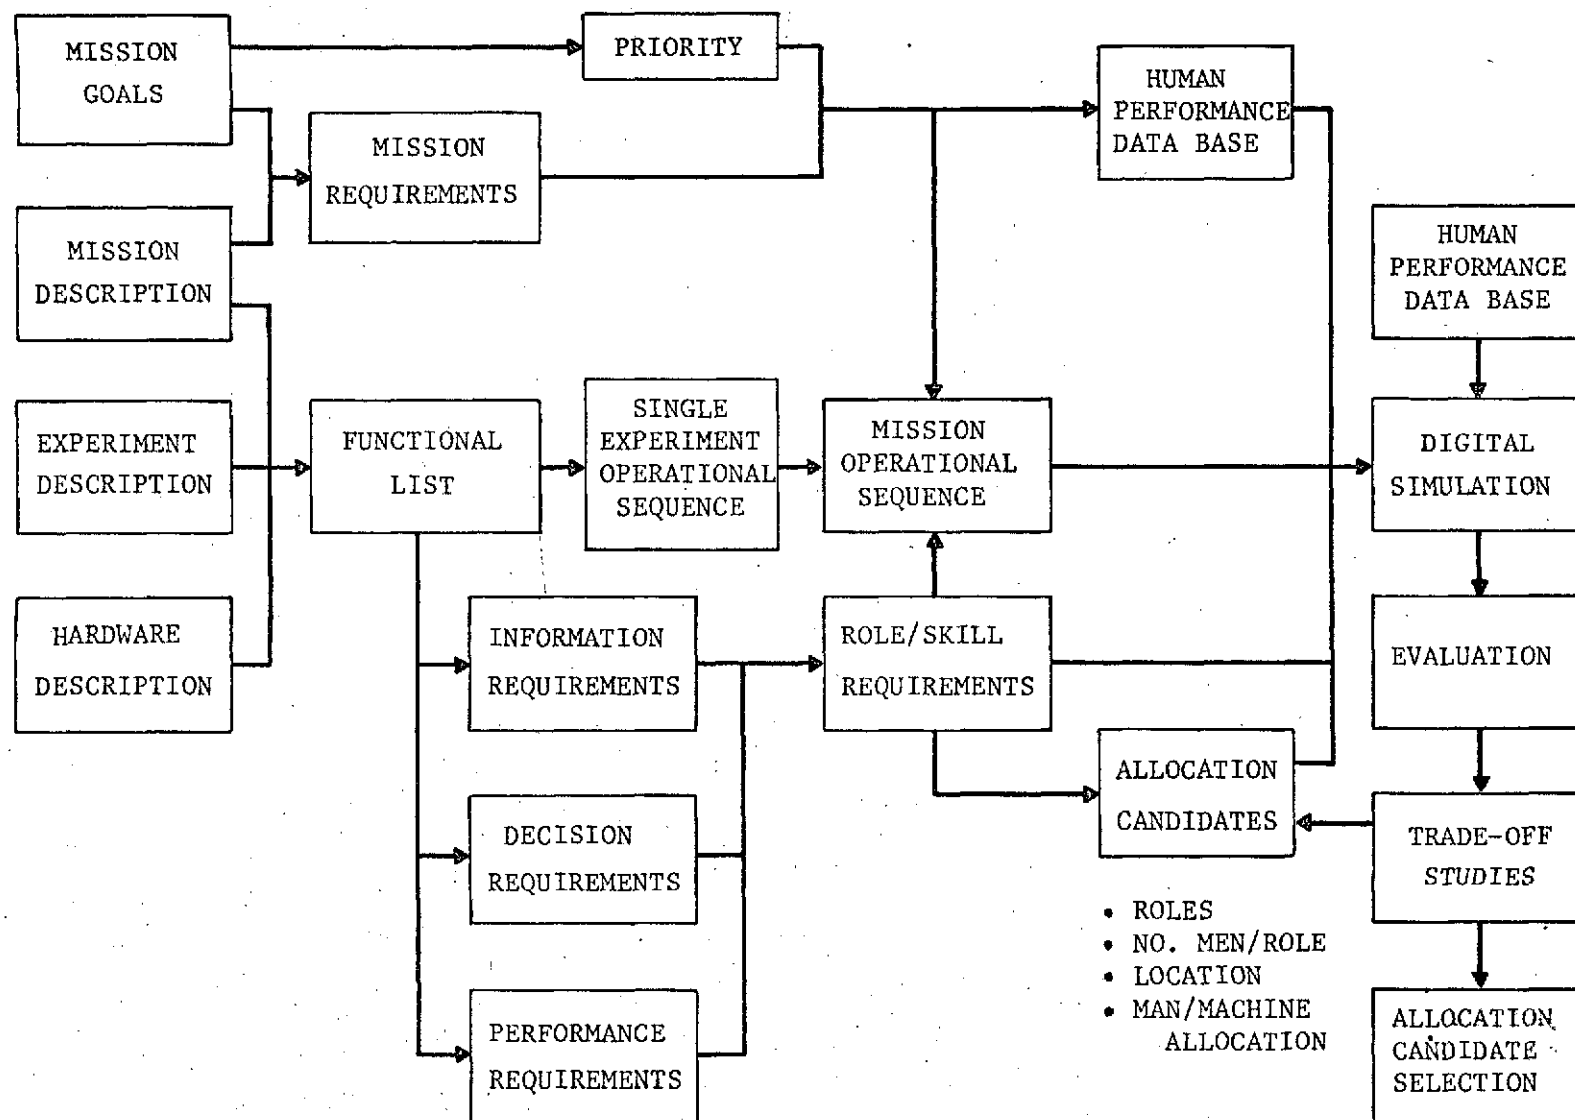 MISSION
GOALS
PRIORITY
HUMAN
PERFORMANCE
DATA BASE
MISSION
REQUIREMENTS
MISSION
DESCRIPTION
HUMAN
PERFORMANCE
DATA BASE
EXPERIMENT
DESCRIPTION
FUNCTIONAL
LIST
SINGLE
EXPERIMENT
OPERATIONAL
SEQUENCE
MISSION
OPERATIONAL
SEQUENCE
DIGITAL
SIMULATION
HARDWARE
DESCRIPTION
INFORMATION
REQUIREMENTS
ROLE/SKILL
REQUIREMENTS
EVALUATION
ALLOCATION
CANDIDATES
DECISION
REQUIREMENTS
TRADE-OFF
STUDIES
• ROLES
• NO. MEN/ROLE
• LOCATION
• MAN/MACHINE
ALLOCATION
PERFORMANCE
REQUIREMENTS
ALLOCATION
CANDIDATE
SELECTION